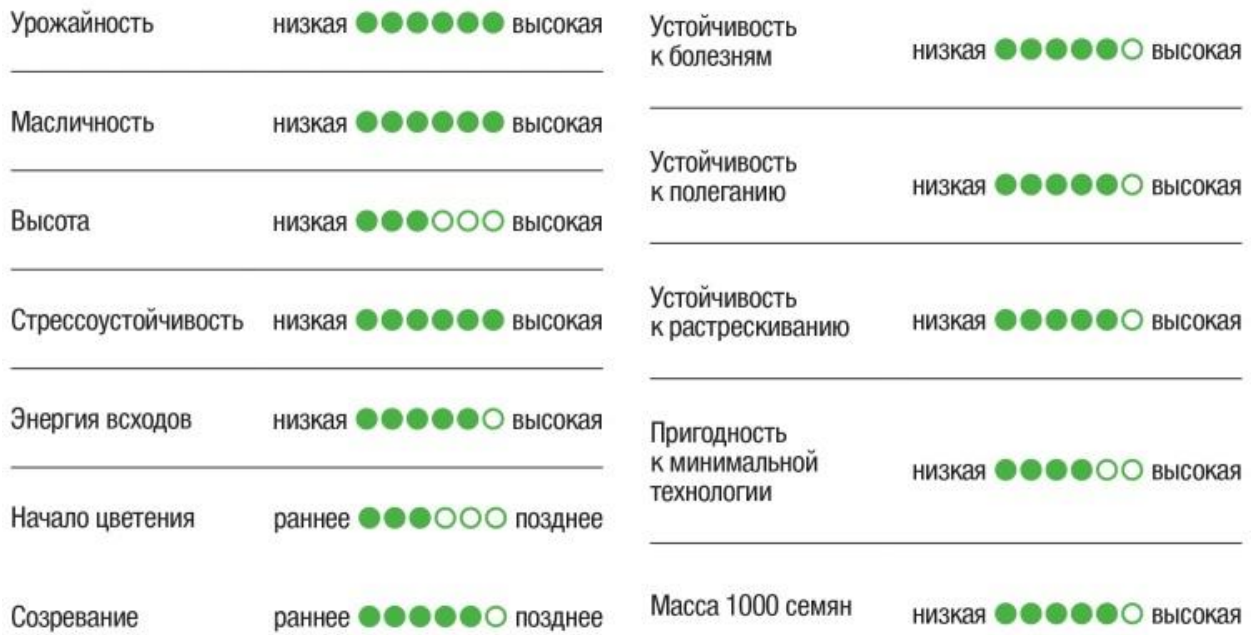 Урожайность низкая высокая
Масличность низкая высокая
Высота низкая высокая
Стрессоустойчивость низкая высокая
Энергия всходов низкая высокая
Начало цветения раннее позднее
Созревание раннее позднее
Устойчивость
к болезням низкая высокая
Устойчивость
к полеганию низкая высокая
Устойчивость
к растрескиванию низкая высокая
Пригодность
к минимальной
технологии низкая высокая
Масса 1000 семян низкая высокая